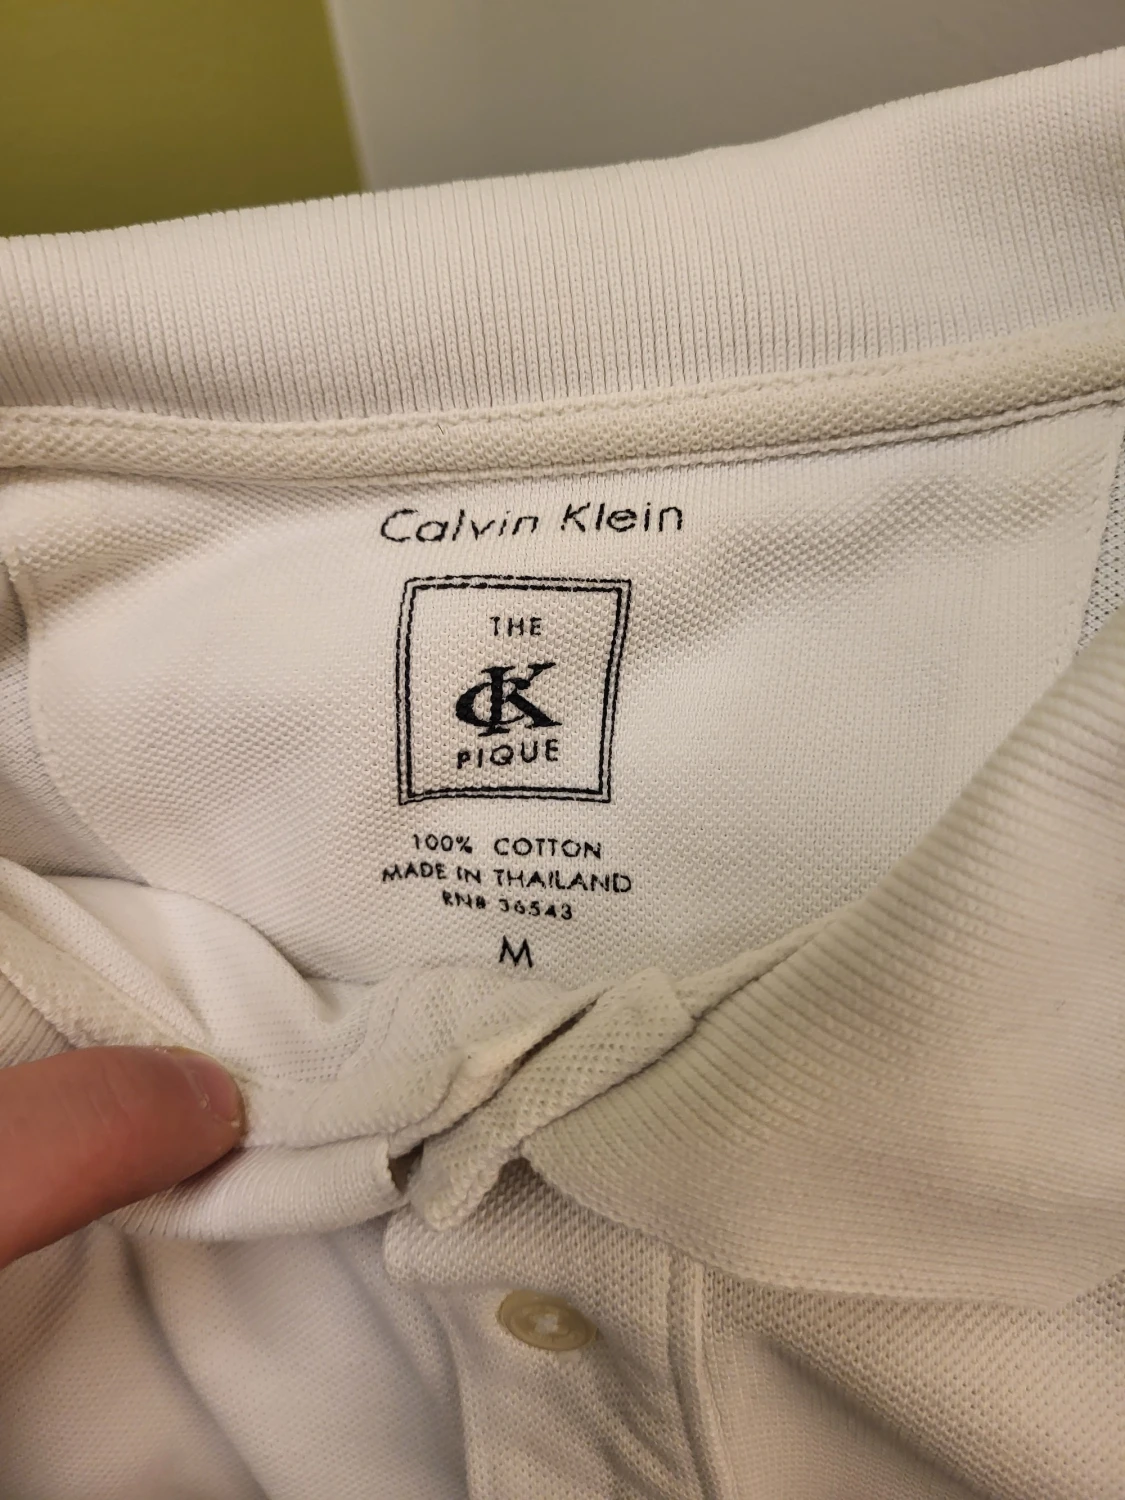 Calvin Klein
THE
CK
PIQUE
100% COTTON
MADE IN THAILAND
RN# 36543
M